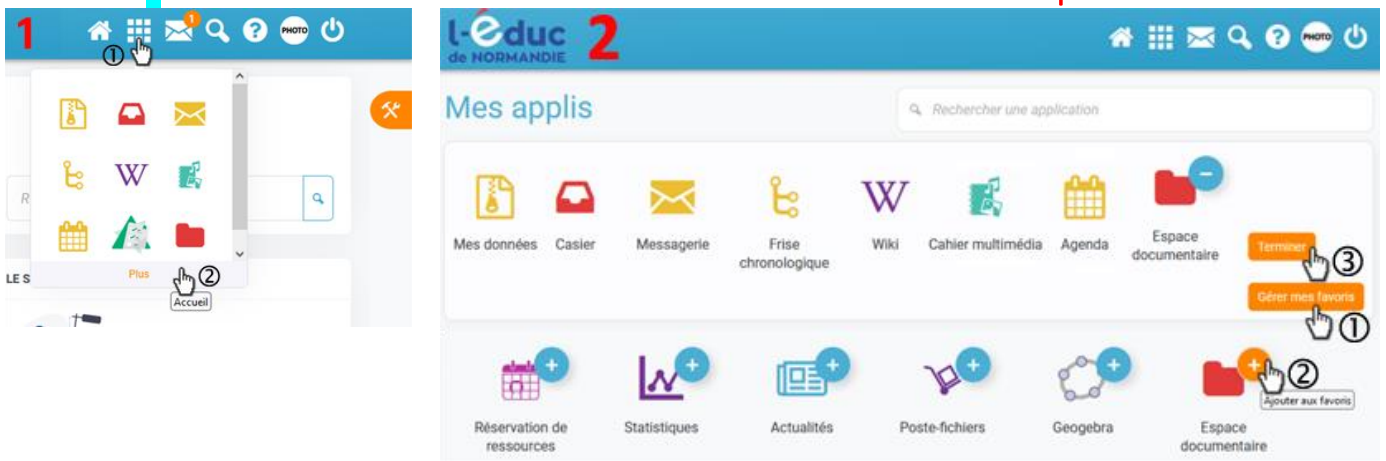 1
1
PHOTO
①
W
R
Plus
②
LE S
Accueil
l-éduc
de NORMANDIE
2
PHOTO
Mes applis
Rechercher une application
W
Mes données
Casier
Messagerie
Frise
chronologique
Wiki
Cahier multimédia
Agenda
Espace
documentaire
Terminer
③
Gérer mes favoris
①
②
Ajouter aux favoris
Réservation de
ressources
Statistiques
Actualités
Poste-fichiers
Geogebra
Espace
documentaire